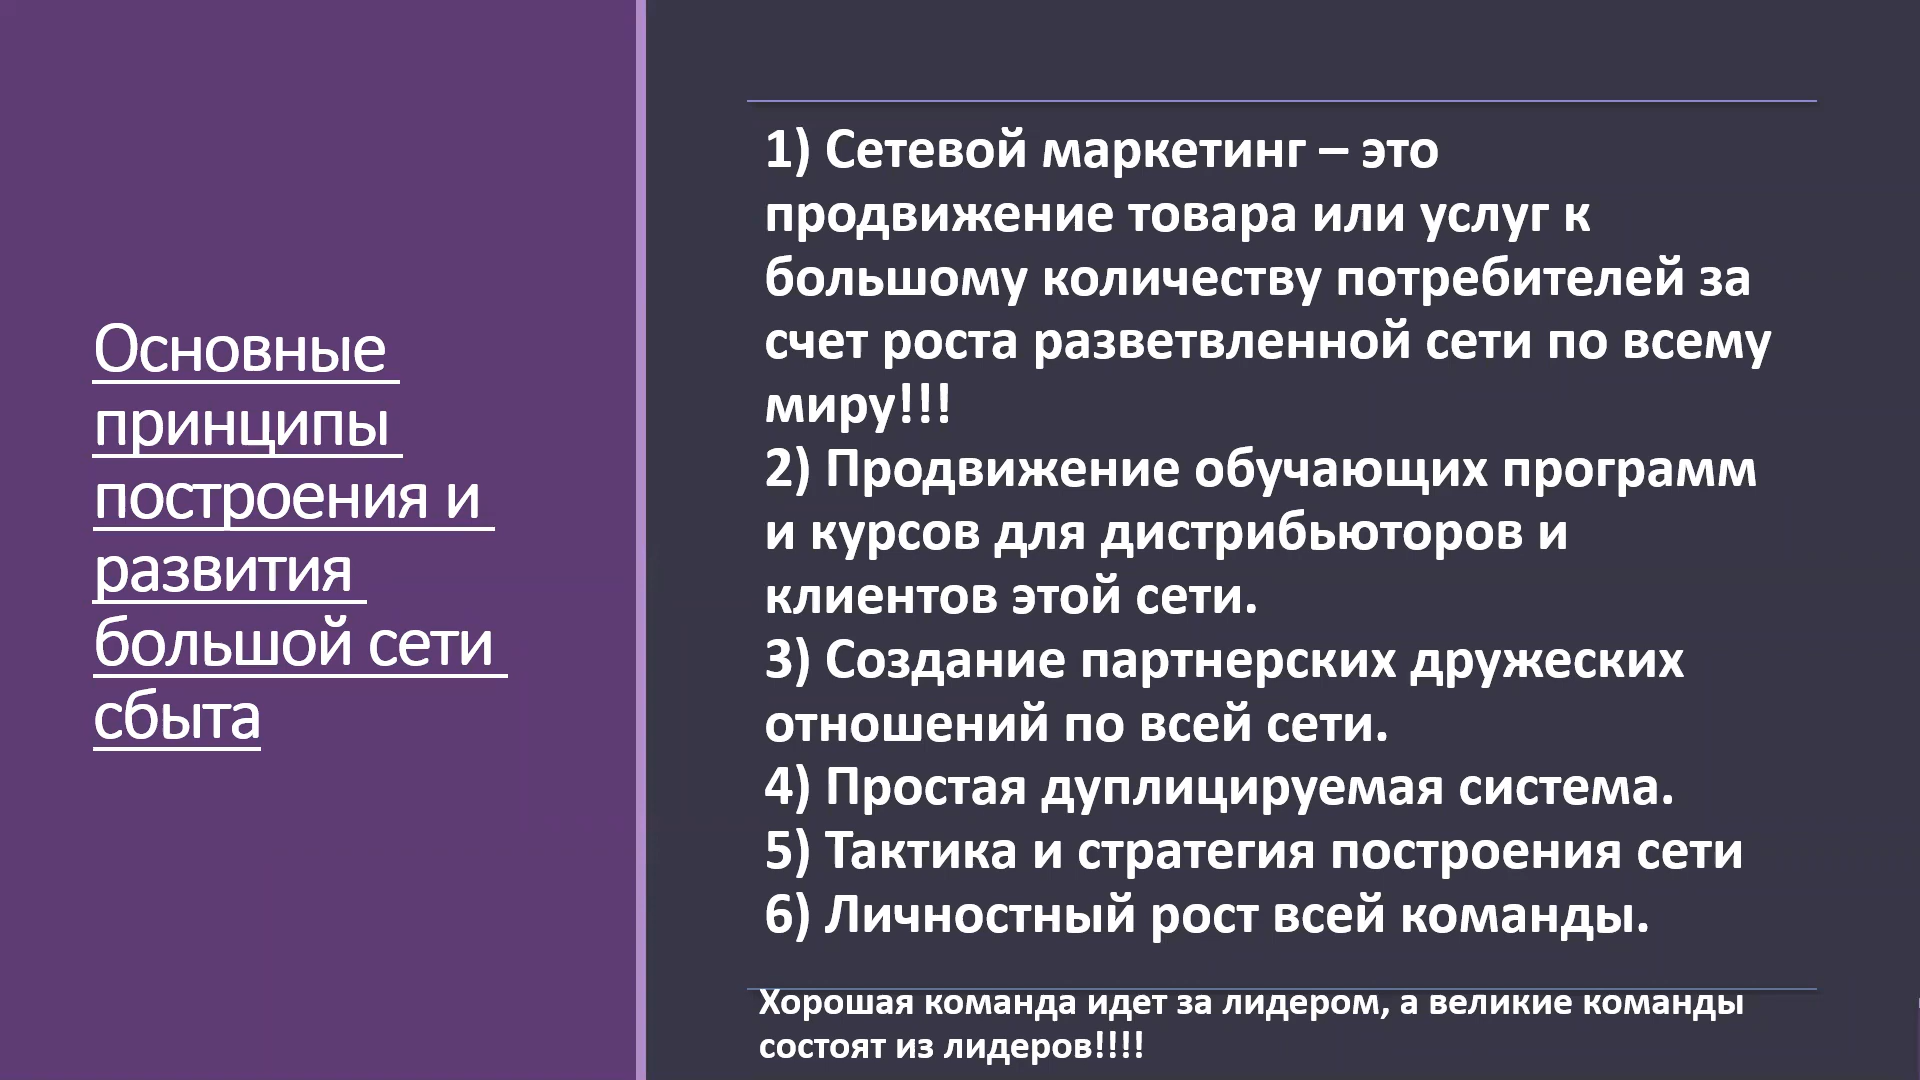 Основные
принципы
построения и
развития
большой сети
сбыта
1) Сетевой маркетинг – это
продвижение товара или услуг к
большому количеству потребителей за
счет роста разветвленной сети по всему
миру!!!
2) Продвижение обучающих программ
и курсов для дистрибьюторов и
клиентов этой сети.
3) Создание партнерских дружеских
отношений по всей сети.
4) Простая дуплицируемая система.
5) Тактика и стратегия построения сети
6) Личностный рост всей команды.
Хорошая команда идет за лидером, а великие команды
состоят из лидеров!!!!